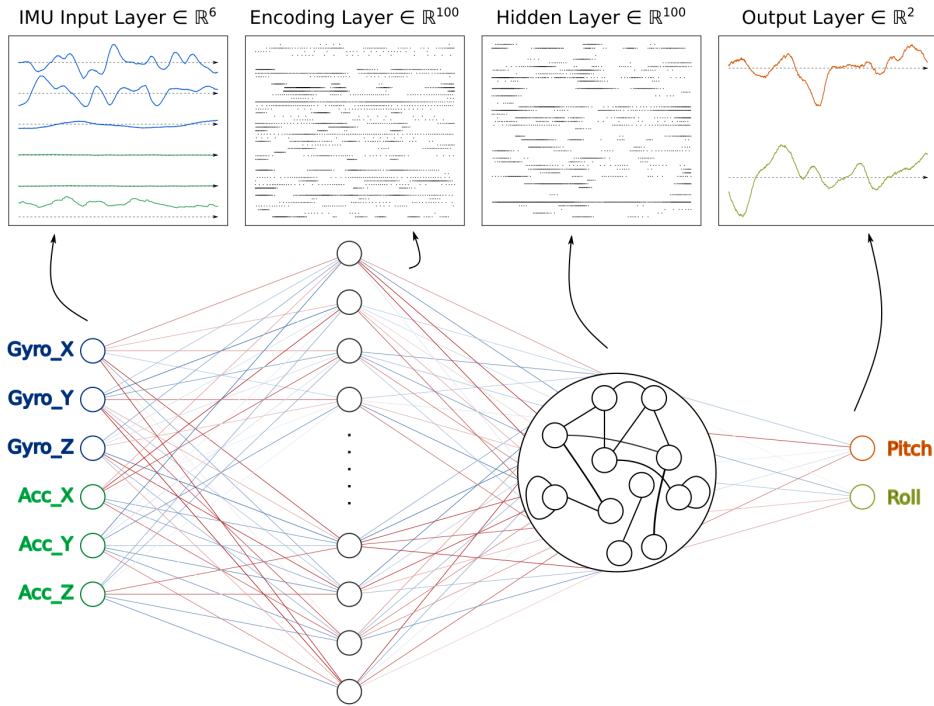 IMU Input Layer ∈ ℝ⁶
Encoding Layer ∈ ℝ¹⁰⁰
Hidden Layer ∈ ℝ¹⁰⁰
Output Layer ∈ ℝ²
Gyro_X
Gyro_Y
Gyro_Z
Acc_X
Acc_Y
Acc_Z
Pitch
Roll